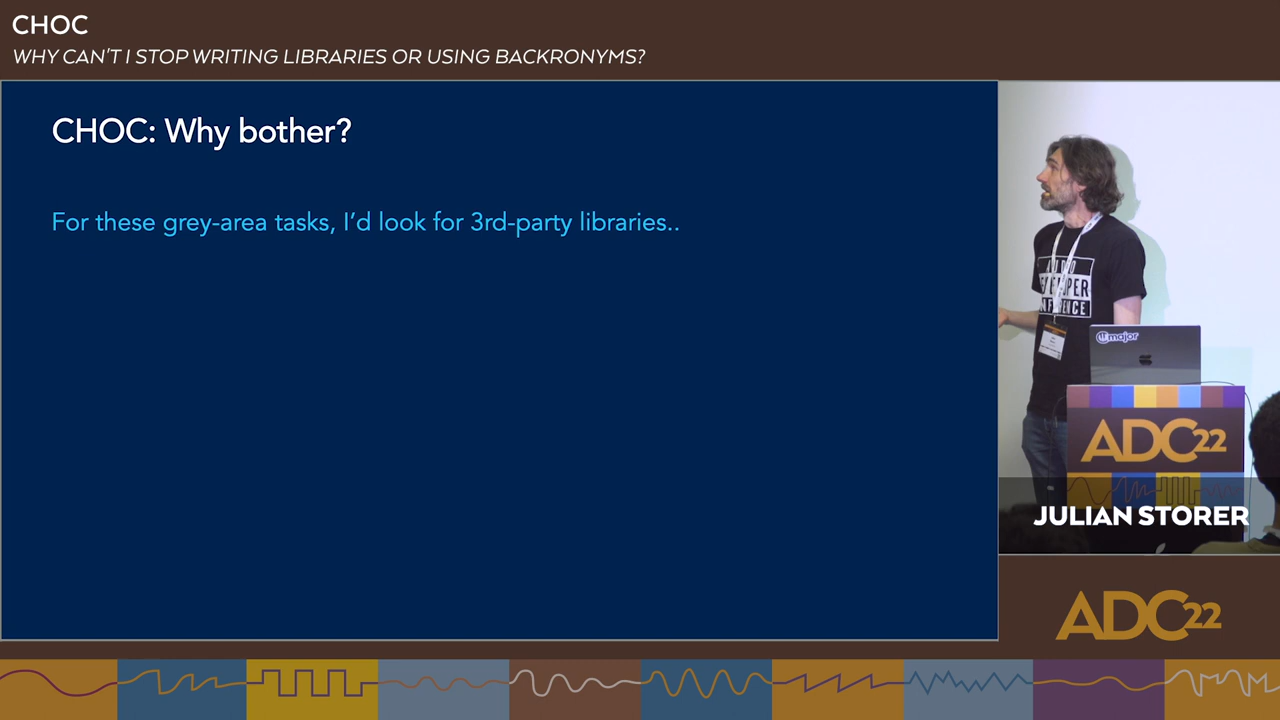 CHOC
WHY CAN'T I STOP WRITING LIBRARIES OR USING BACKRONYMS?
CHOC: Why bother?
For these grey-area tasks, I'd look for 3rd-party libraries..
major
ADC22
JULIAN STORER
ADC22